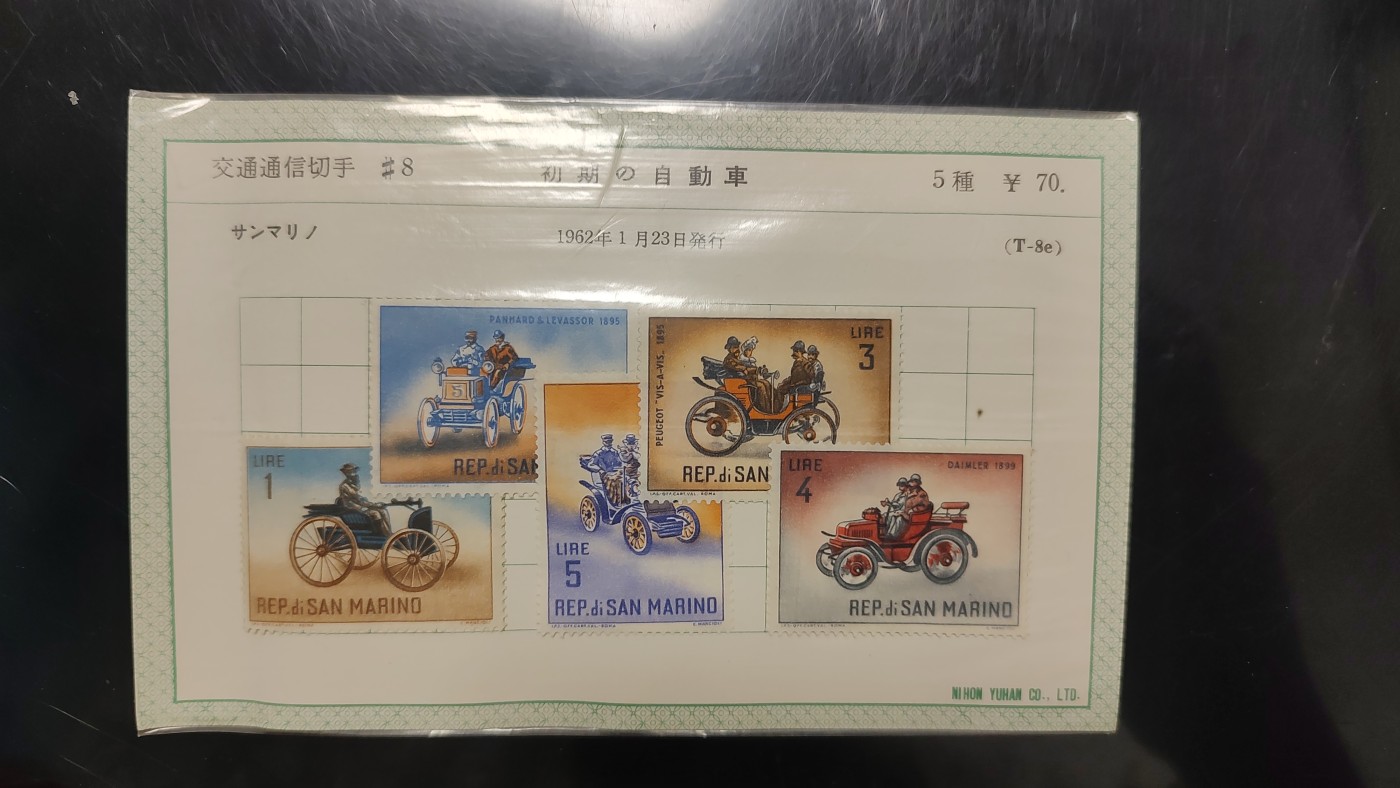 交通通信切手 #8
初期の自動車
5種 ¥ 70.
サンマリノ
1962年1月23日発行
(T-8e)
PANHARD & LEVASSOR 1895
REP. di SAN
PEUGEOT "VIS-A-VIS" 1895
LIRE
3
REP. di SAN
LIRE
1
REP. di SAN MARINO
LIRE
5
REP. di SAN MARINO
LIRE
4
DAIMLER 1899
REP. di SAN MARINO
NIHON YUHAN CO., LTD.